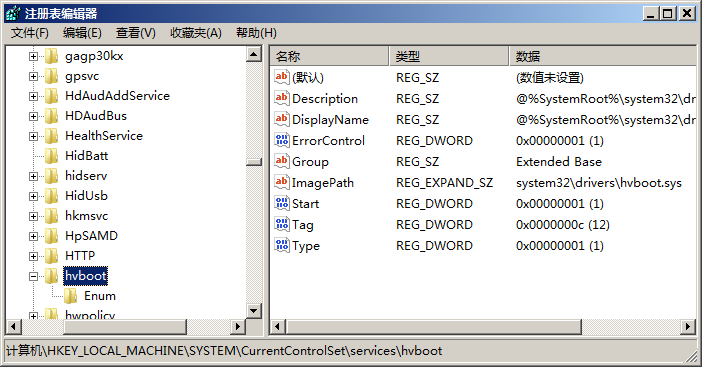 注册表编辑器
文件(F) 编辑(E) 查看(V) 收藏夹(A) 帮助(H)
gagp30kx
gpsvc
HdAudAddService
HDAudBus
HealthService
HidBatt
hidserv
HidUsb
hkmsvc
HpSAMD
HTTP
hvboot
Enum
hwpolicy
名称 类型 数据
(默认) REG_SZ (数值未设置)
Description REG_SZ @%SystemRoot%\system32\dr
DisplayName REG_SZ @%SystemRoot%\system32\dr
ErrorControl REG_DWORD 0x00000001 (1)
Group REG_SZ Extended Base
ImagePath REG_EXPAND_SZ system32\drivers\hvboot.sys
Start REG_DWORD 0x00000001 (1)
Tag REG_DWORD 0x0000000c (12)
Type REG_DWORD 0x00000001 (1)
计算机\HKEY_LOCAL_MACHINE\SYSTEM\CurrentControlSet\services\hvboot